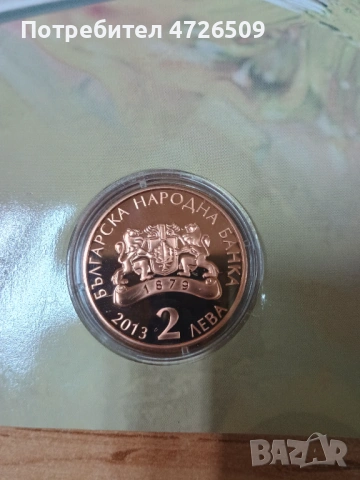 Потребител 4726509
БЪЛГАРСКА НАРОДНА БАНКА
1879
2013 2 ЛЕВА
BAZAR